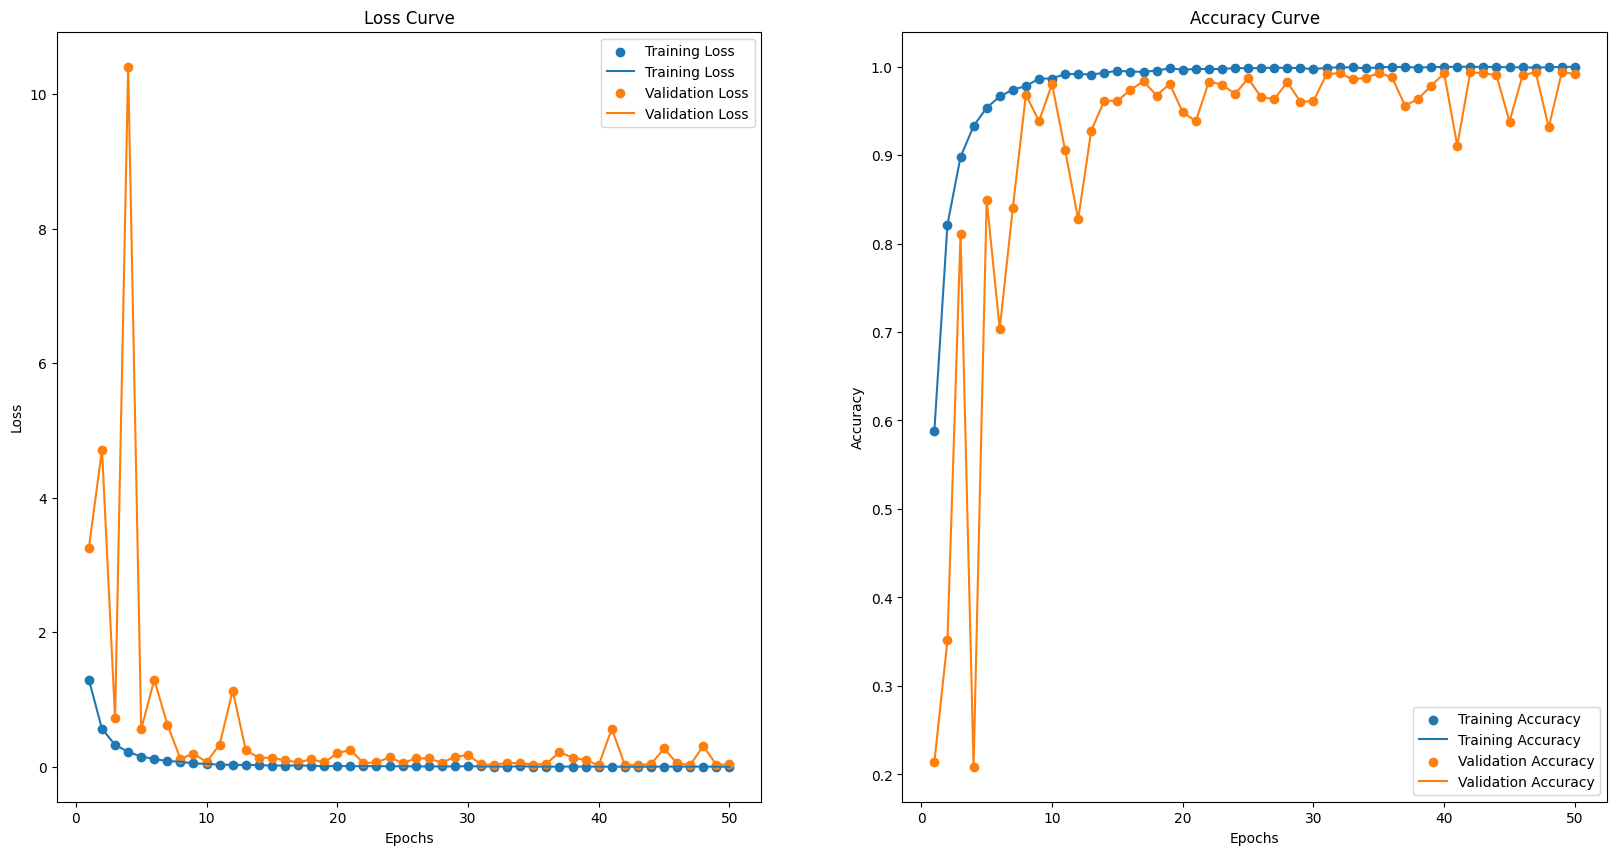 Loss Curve
10
8
6
4
2
0
Loss
0 10 20 30 40 50
Epochs
Training Loss
Training Loss
Validation Loss
Validation Loss
Accuracy Curve
1.0
0.9
0.8
0.7
0.6
0.5
0.4
0.3
0.2
Accuracy
0 10 20 30 40 50
Epochs
Training Accuracy
Training Accuracy
Validation Accuracy
Validation Accuracy